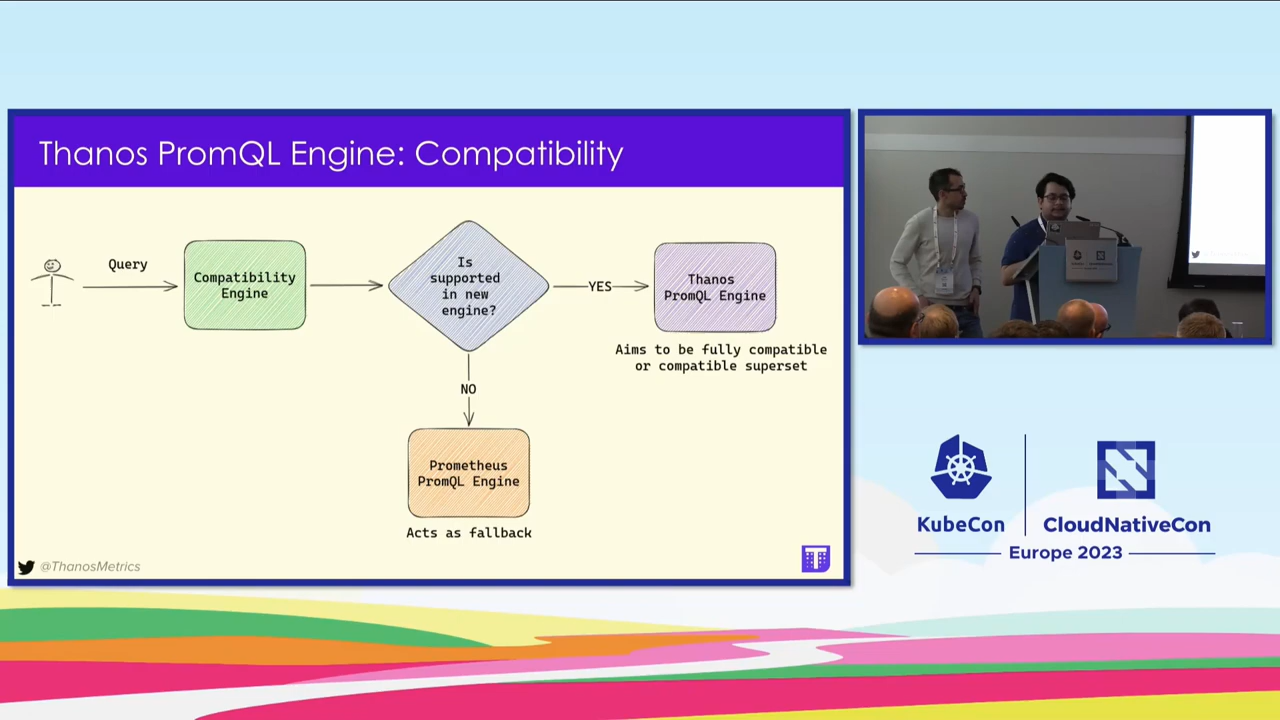 Thanos PromQL Engine: Compatibility
Query
Compatibility
Engine
Is
supported
in new
engine?
YES
Thanos
PromQL Engine
Aims to be fully compatible
or compatible superset
NO
Prometheus
PromQL Engine
Acts as fallback
@ThanosMetrics
KubeCon
CloudNativeCon
Europe 2023